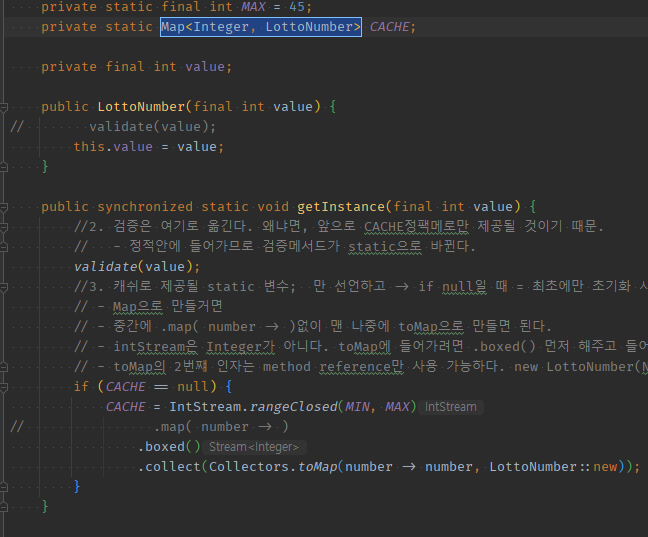 private static final int MAX = 45;
private static Map<Integer, LottoNumber> CACHE;
private final int value;
public LottoNumber(final int value) {
// validate(value);
this.value = value;
}
public synchronized static void getInstance(final int value) {
//2. 검증은 여기로 옮긴다. 왜냐면, 앞으로 CACHE정팩메로만 제공될 것이기 때문.
// - 정적안에 들어가므로 검증메서드가 static으로 바뀐다.
validate(value);
//3. 캐쉬로 제공될 static 변수; 만 선언하고 -> if null일 때 = 최초에만 초기화 시
// - Map으로 만들거면
// - 중간에 .map( number -> )없이 맨 나중에 toMap으로 만들면 된다.
// - intStream은 Integer가 아니다. toMap에 들어가려면 .boxed() 먼저 해주고 들어
// - toMap의 2번째 인자는 method reference만 사용 가능하다. new LottoNumber(N
if (CACHE == null) {
CACHE = IntStream.rangeClosed(MIN, MAX) IntStream
// .map( number -> )
.boxed() Stream<Integer>
.collect(Collectors.toMap(number -> number, LottoNumber::new));
}
}